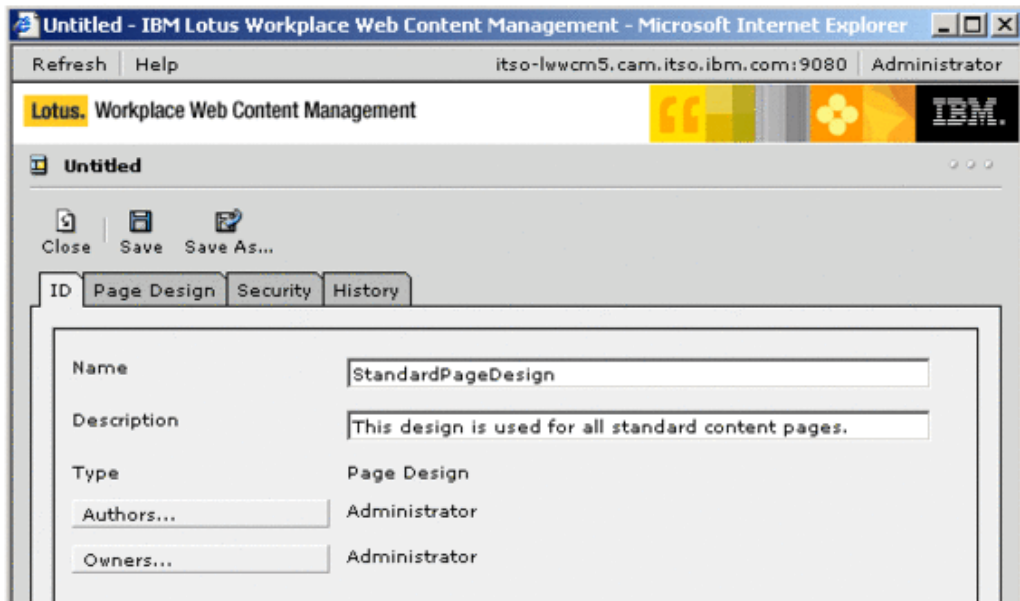 Untitled - IBM Lotus Workplace Web Content Management - Microsoft Internet Explorer
Refresh Help itso-lwwcm5.cam.itso.ibm.com:9080 Administrator
Lotus. Workplace Web Content Management IBM.
Untitled
Close Save Save As...
ID Page Design Security History
Name StandardPageDesign
Description This design is used for all standard content pages.
Type Page Design
Authors... Administrator
Owners... Administrator